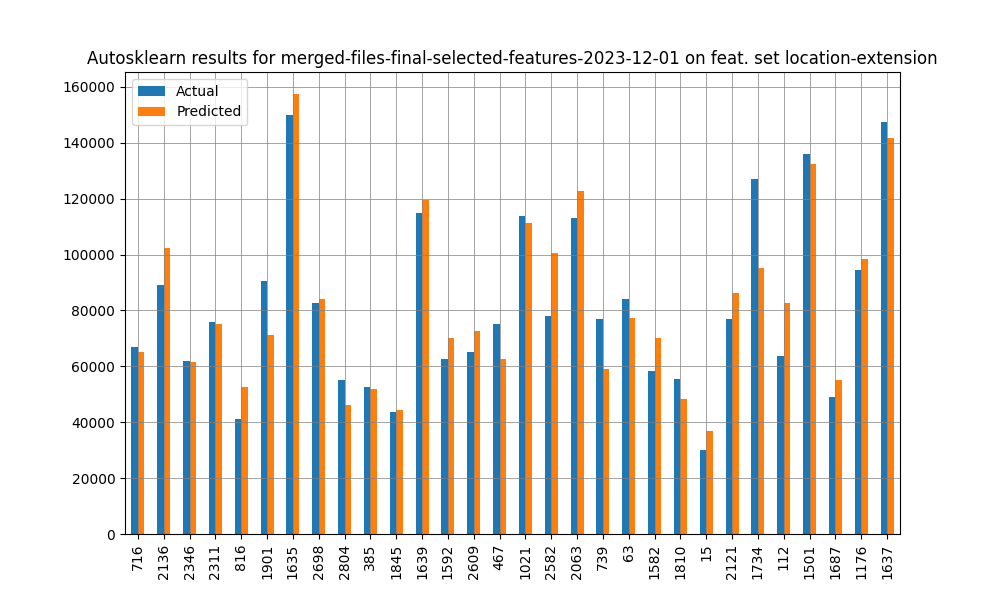 Autosklearn results for merged-files-final-selected-features-2023-12-01 on feat. set location-extension
Actual
Predicted
160000
140000
120000
100000
80000
60000
40000
20000
0
716 2136 2346 2311 816 1901 1635 2698 2804 385 1845 1639 1592 2609 467 1021 2582 2063 739 63 1582 1810 15 2121 1734 112 1501 1687 1176 1637